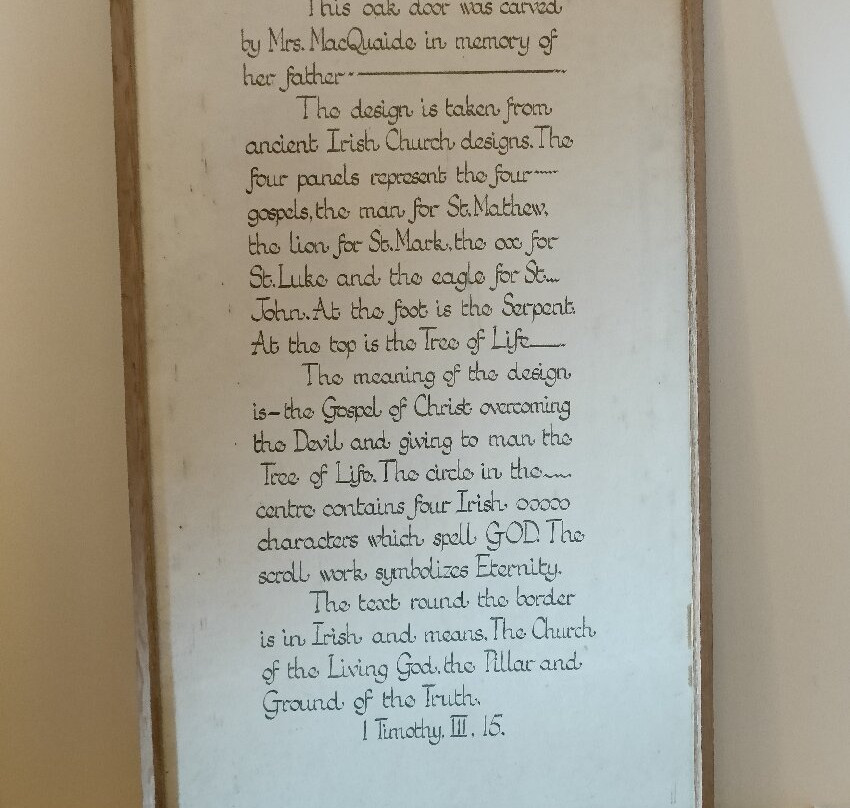 This oak door was carved
by Mrs. MacQuaide in memory of
her father
The design is taken from
ancient Irish Church designs. The
four panels represent the four
gospels, the man for St. Mathew,
the lion for St. Mark, the ox for
St. Luke and the eagle for St.
John. At the foot is the Serpent.
At the top is the Tree of Life
The meaning of the design
is - the Gospel of Christ overcoming
the Devil and giving to man the
Tree of Life. The circle in the
centre contains four Irish
characters which spell GOD. The
scroll work symbolizes Eternity.
The text round the border
is in Irish and means, The Church
of the Living God, the Pillar and
Ground of the Truth.
I Timothy. III. 15.